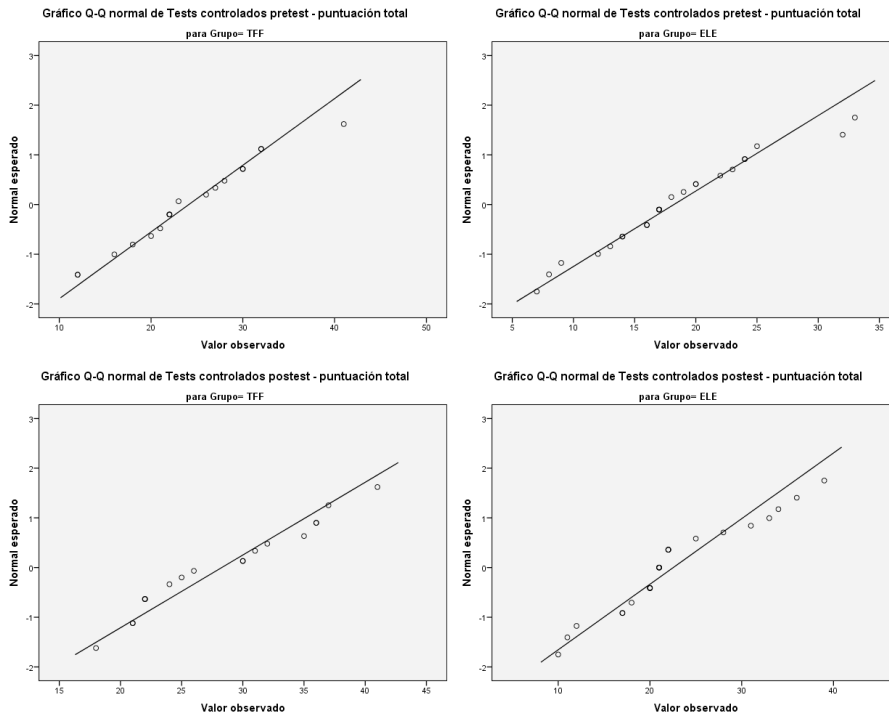 Gráfico Q-Q normal de Tests controlados pretest - puntuación total
para Grupo= TFF
3
2
1
0
-1
-2
Normal esperado
10
20
30
40
50
Valor observado
Gráfico Q-Q normal de Tests controlados pretest - puntuación total
para Grupo= ELE
3
2
1
0
-1
-2
Normal esperado
5
10
15
20
25
30
35
Valor observado
Gráfico Q-Q normal de Tests controlados postest - puntuación total
para Grupo= TFF
3
2
1
0
-1
-2
Normal esperado
15
20
25
30
35
40
45
Valor observado
Gráfico Q-Q normal de Tests controlados postest - puntuación total
para Grupo= ELE
3
2
1
0
-1
-2
Normal esperado
10
20
30
40
Valor observado